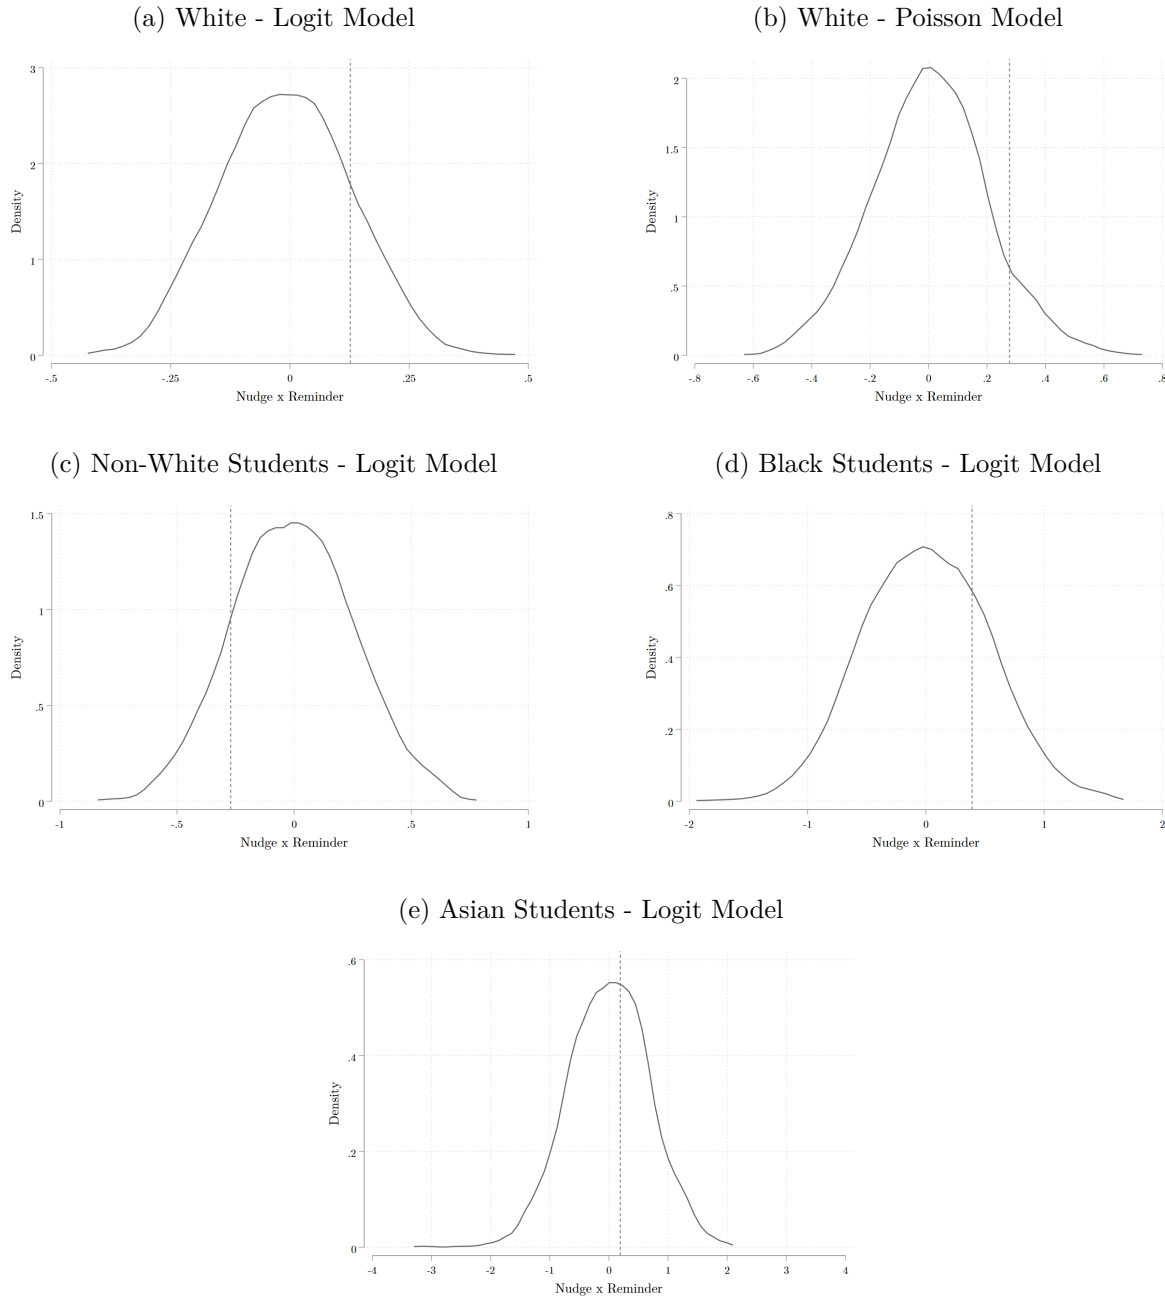 (a) White - Logit Model
3
2
1
0
Density
-.5 -.25 0 .25 .5
Nudge x Reminder
(b) White - Poisson Model
2
1.5
1
.5
0
Density
-.8 -.6 -.4 -.2 0 .2 .4 .6 .8
Nudge x Reminder
(c) Non-White Students - Logit Model
1.5
1
.5
0
Density
-1 -.5 0 .5 1
Nudge x Reminder
(d) Black Students - Logit Model
.8
.6
.4
.2
0
Density
-2 -1 0 1 2
Nudge x Reminder
(e) Asian Students - Logit Model
.6
.4
.2
0
Density
-4 -3 -2 -1 0 1 2 3 4
Nudge x Reminder